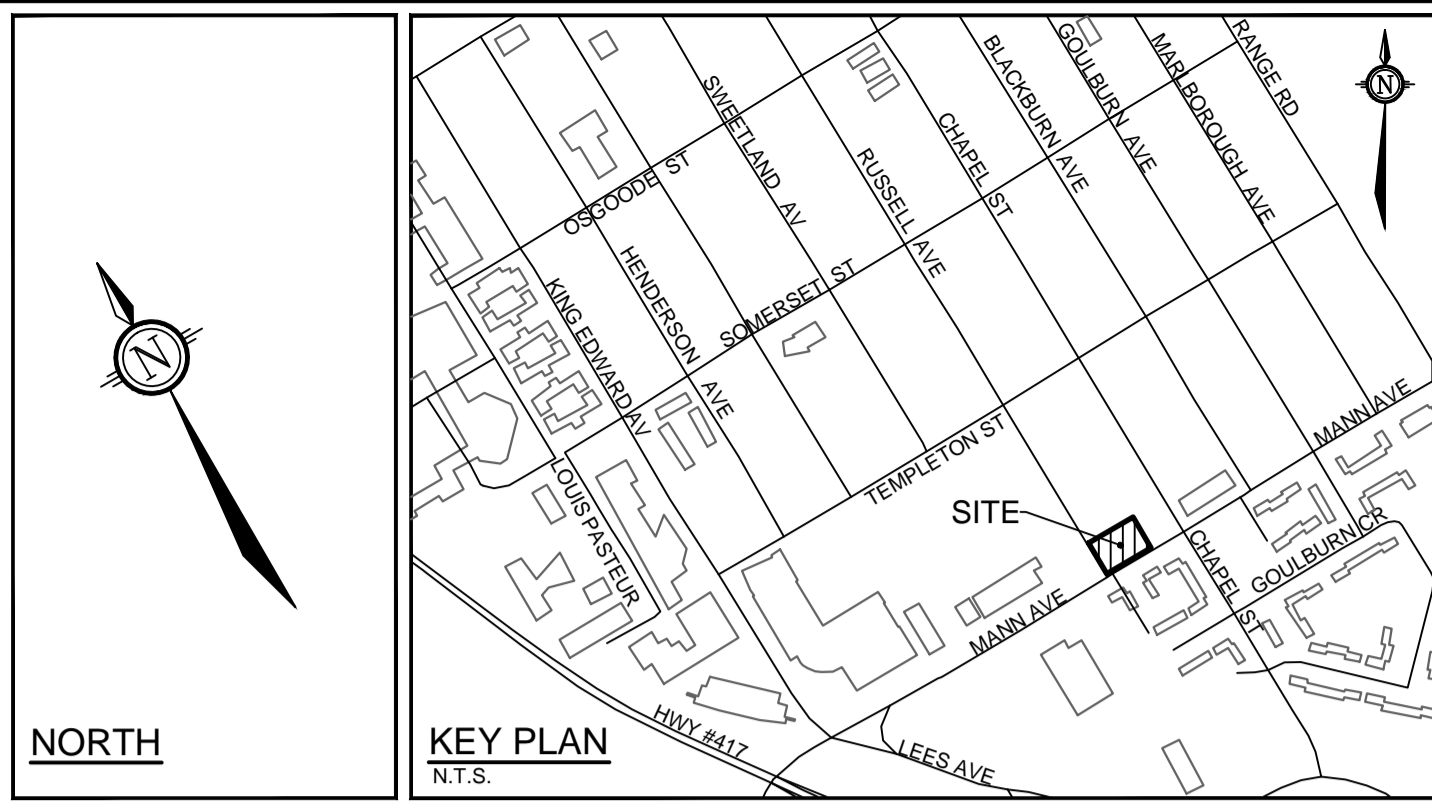 N
NORTH
N
OSGOODE ST
SWEETLAND AV
BLACKBURN AVE
GOULBURN AVE
MARLBOROUGH AVE
RANGE RD
CHAPEL ST
RUSSELL AVE
HENDERSON AVE
KING EDWARD AV
SOMERSET ST
TEMPLETON ST
MANN AVE
LOUIS PASTEUR
SITE
CHAPEL ST
GOULBURN CR
MANN AVE
HWY #417
LEES AVE
KEY PLAN
N.T.S.